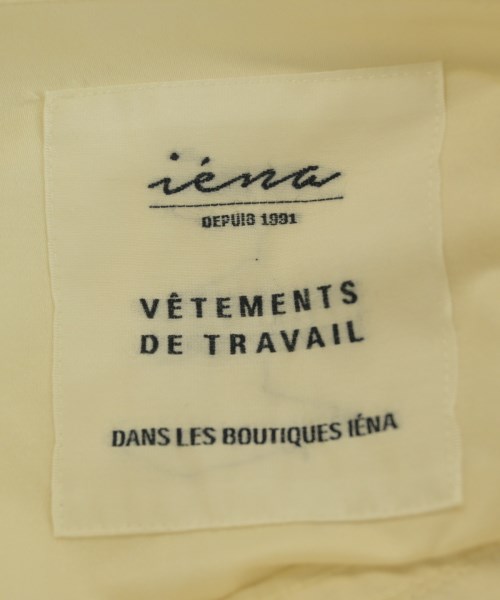 iéna
DEPUIS 1991
VÊTEMENTS
DE TRAVAIL
DANS LES BOUTIQUES IÉNA